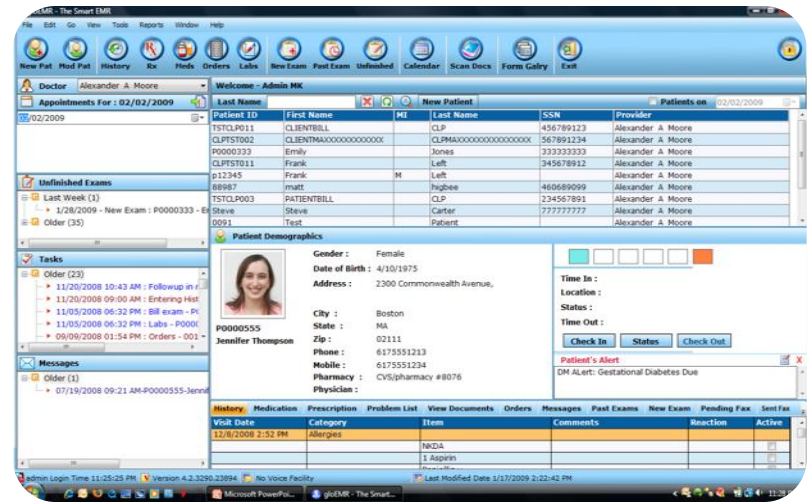 gloEMR - The Smart EMR
File Edit Go View Tools Reports Window Help
New Pat Mod Pat History Rx Meds Orders Labs New Exam Past Exam Unfinished Calendar Scan Docs Form Galry Exit
Doctor Alexander A Moore Welcome - Admin MK
Appointments For : 02/02/2009 Last Name New Patient Patients on 02/02/2009
02/02/2009
Patient ID First Name MI Last Name SSN Provider
TSTCLP011 CLIENTBILL CLP 456789123 Alexander A Moore
CLPTST002 CLIENTMAXXXXXXXXXXXX CLPMAXXXXXXXXXXXXXXX 567891234 Alexander A Moore
P0000333 Emily Jones 333333333 Alexander A Moore
CLPTST011 Frank Left 345678912 Alexander A Moore
p12345 Frank M Left Alexander A Moore
88987 matt higbee 460689099 Alexander A Moore
TSTCLP003 PATIENTBILL CLP 234567891 Alexander A Moore
Steve Steve Carter 777777777 Alexander A Moore
0091 Test Patient Alexander A Moore
Unfinished Exams
Last Week (1)
1/28/2009 - New Exam : P0000333 - E
Older (35)
Tasks
Older (23)
11/20/2008 10:43 AM : Followup in
11/20/2008 09:00 AM : Entering Hist
11/05/2008 06:32 PM : Bill exam - P
11/05/2008 06:32 PM : Labs - P0000
09/09/2008 01:54 PM : Orders - 001
Messages
Older (1)
07/19/2008 09:21 AM-P0000555-Jennif
Patient Demographics
P0000555
Jennifer Thompson
Gender : Female
Date of Birth : 4/10/1975
Address : 2300 Commonwealth Avenue,
City : Boston
State : MA
Zip : 02111
Phone : 6175551213
Mobile : 6175551234
Pharmacy : CVS/pharmacy #8076
Physician :
Time In :
Location :
Status :
Time Out :
Check In Status Check Out
Patient's Alert X
DM ALert: Gestational Diabetes Due
History Medication Prescription Problem List View Documents Orders Messages Past Exams New Exam Pending Fax Sent Fax
Visit Date Category Item Comments Reaction Active
12/8/2008 2:52 PM Allergies
NKDA
1 Aspirin
admin Login Time 11:25:25 PM Version 4.2.3290.23894 No Voice Facility Last Modified Date 1/17/2009 2:22:42 PM
Microsoft PowerPoi... gloEMR - The Smart... 11:28